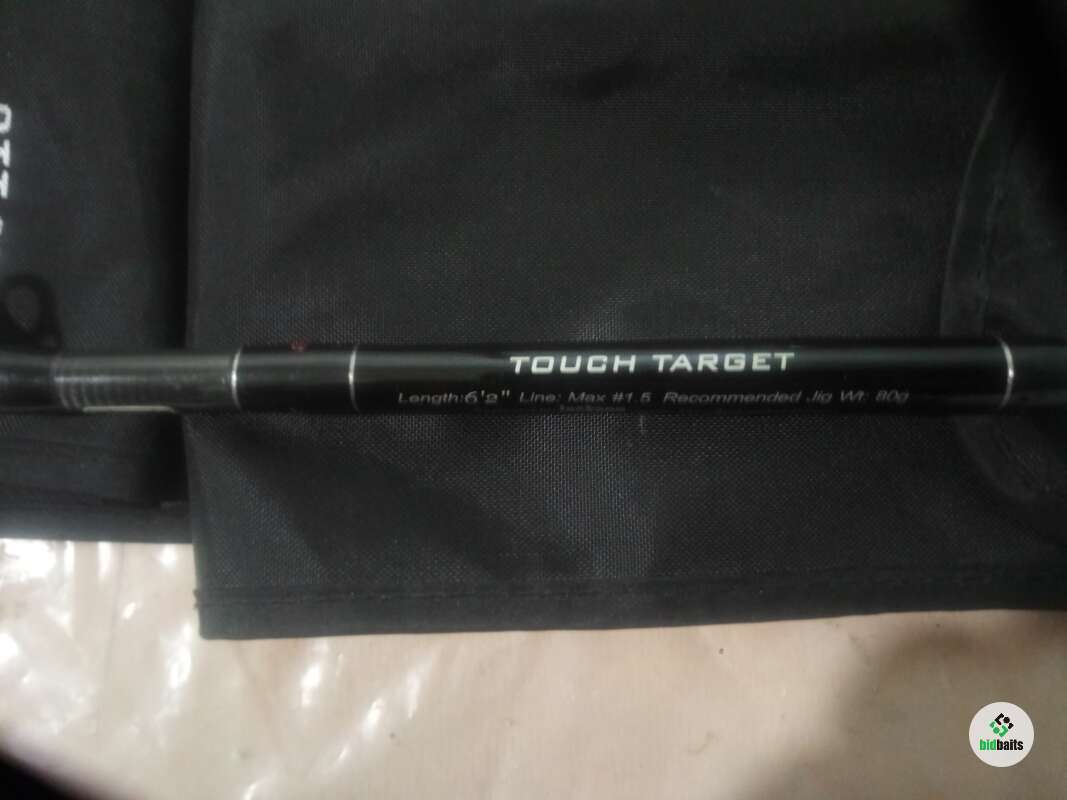 TOUCH TARGET
Length:6'2" Line: Max #1.5 Recommended Jig Wt: 80g
bidbaits